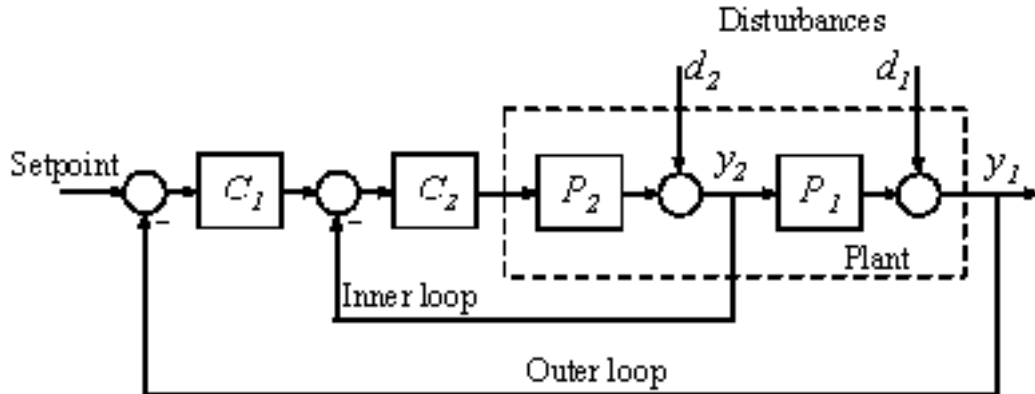 Disturbances
d2 d1
Setpoint
C1 C2 P2 y2 P1 y1
- -
Plant
Inner loop
Outer loop